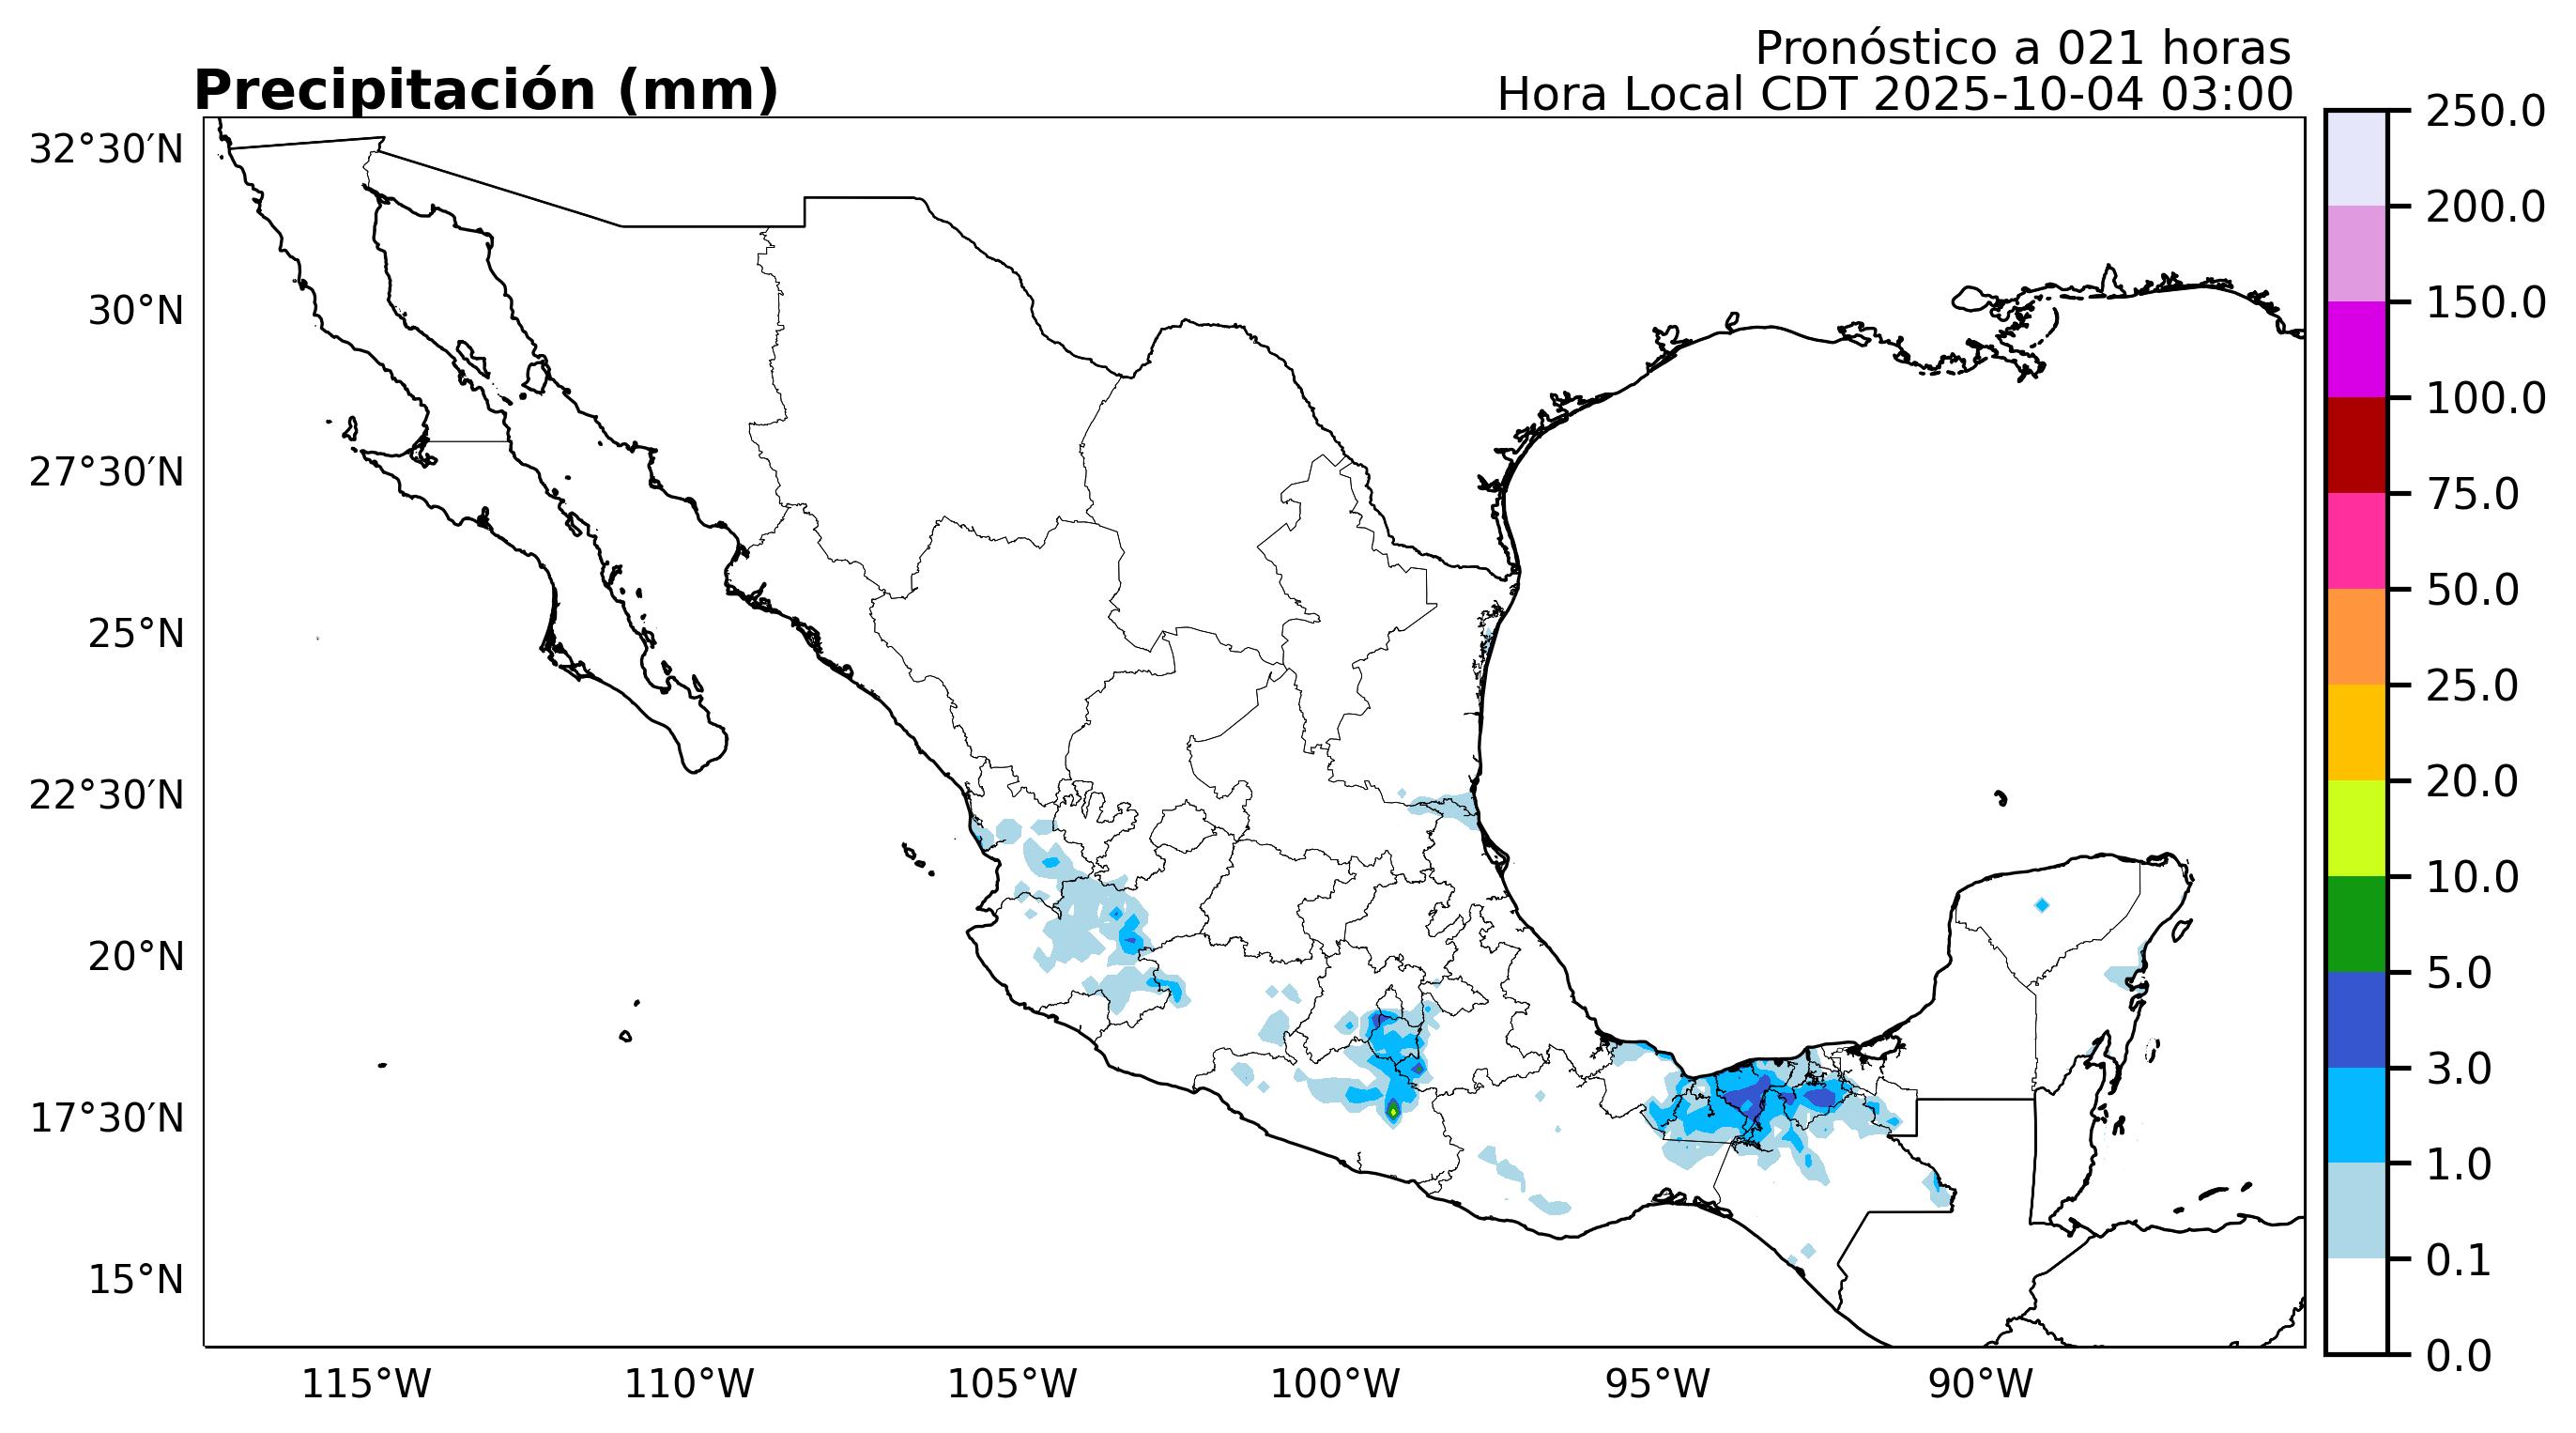 Pronóstico a 021 horas
Precipitación (mm)
Hora Local CDT 2025-10-04 03:00
32°30′N
30°N
27°30′N
25°N
22°30′N
20°N
17°30′N
15°N
115°W
110°W
105°W
100°W
95°W
90°W
250.0
200.0
150.0
100.0
75.0
50.0
25.0
20.0
10.0
5.0
3.0
1.0
0.1
0.0